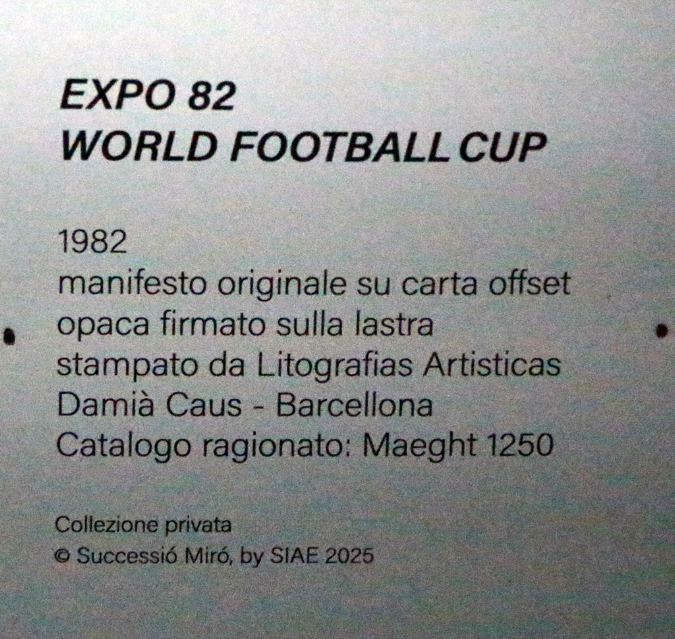 EXPO 82
WORLD FOOTBALL CUP
1982
manifesto originale su carta offset
opaca firmato sulla lastra
stampato da Litografias Artisticas
Damià Caus - Barcellona
Catalogo ragionato: Maeght 1250
Collezione privata
© Successió Miró, by SIAE 2025